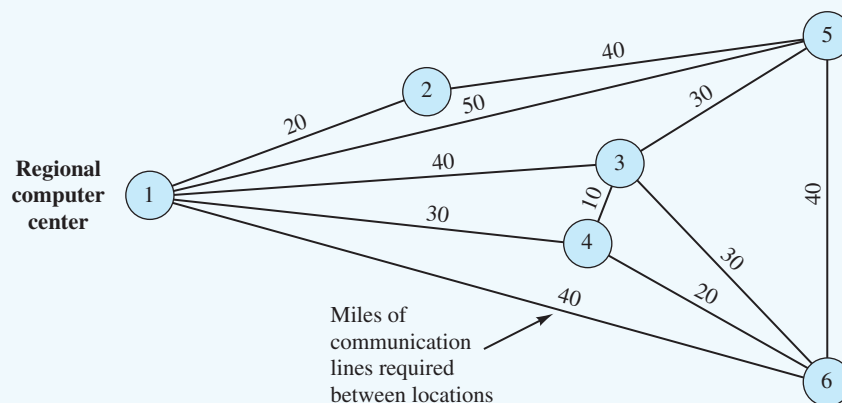 5
40
2
50
20
30
Regional
computer
center
1
40
3
10
40
30
4
30
20
40
Miles of
communication
lines required
between locations
6